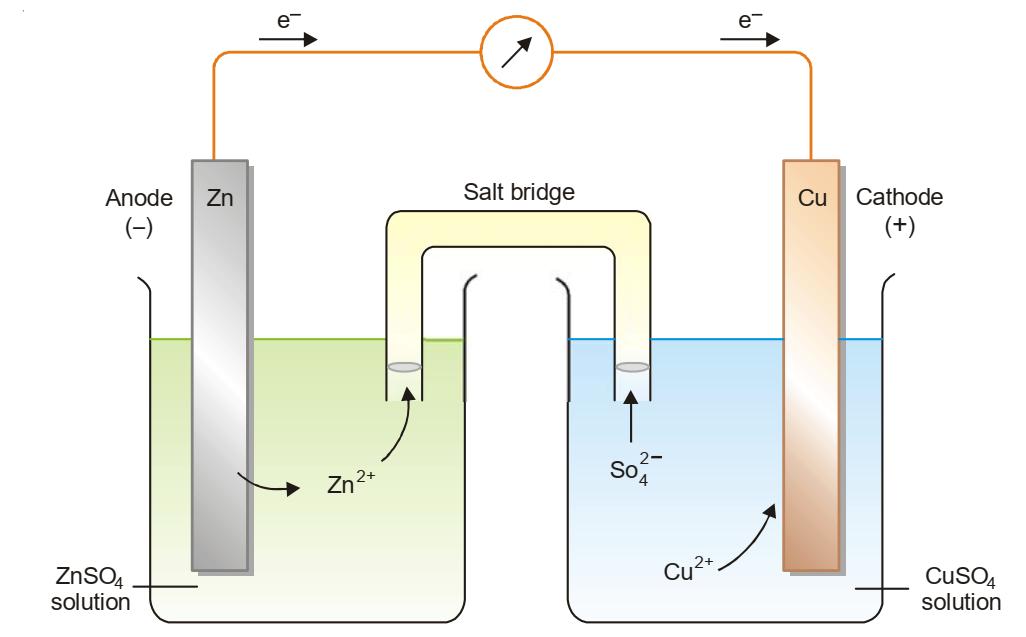 e⁻
e⁻
Anode
(–)
Zn
Salt bridge
Cu
Cathode
(+)
Zn²⁺
So₄²⁻
Cu²⁺
ZnSO₄
solution
CuSO₄
solution